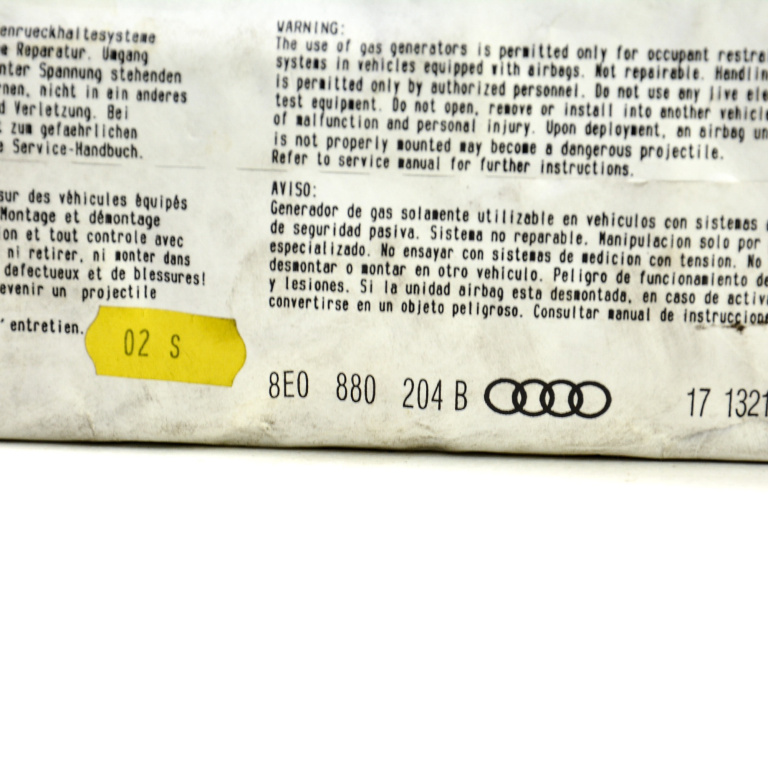 enrueckhaltesysteme
Reparatur. Umgang
nter Spannung stehenden
nen, nicht in ein anderes
Verletzung. Bei
zum gefaehrlichen
Service-Handbuch.
sur des véhicules équipés
Montage et démontage
ion et tout controle avec
ni retirer, ni monter dans
defectueux et de blessures!
evenir un projectile
entretien.
WARNING:
The use of gas generators is permitted only for occupant restra
systems in vehicles equipped with airbags. Not repairable. Handlin
is permitted only by authorized personnel. Do not use any live ele
test equipment. Do not open, remove or install into another vehicle
of malfunction and personal injury. Upon deployment, an airbag un
is not properly mounted may become a dangerous projectile.
Refer to service manual for further instructions.
AVISO:
Generador de gas solamente utilizable en vehiculos con sistemas
de seguridad pasiva. Sistema no reparable. Manipulacion solo por
especializado. No ensayar con sistemas de medicion con tension. No
desmontar o montar en otro vehiculo. Peligro de funcionamiento de
y lesiones. Si la unidad airbag esta desmontada, en caso de activ
convertirse en un objeto peligroso. Consultar manual de instruccione
02 S
8E0 880 204 B 17 1321